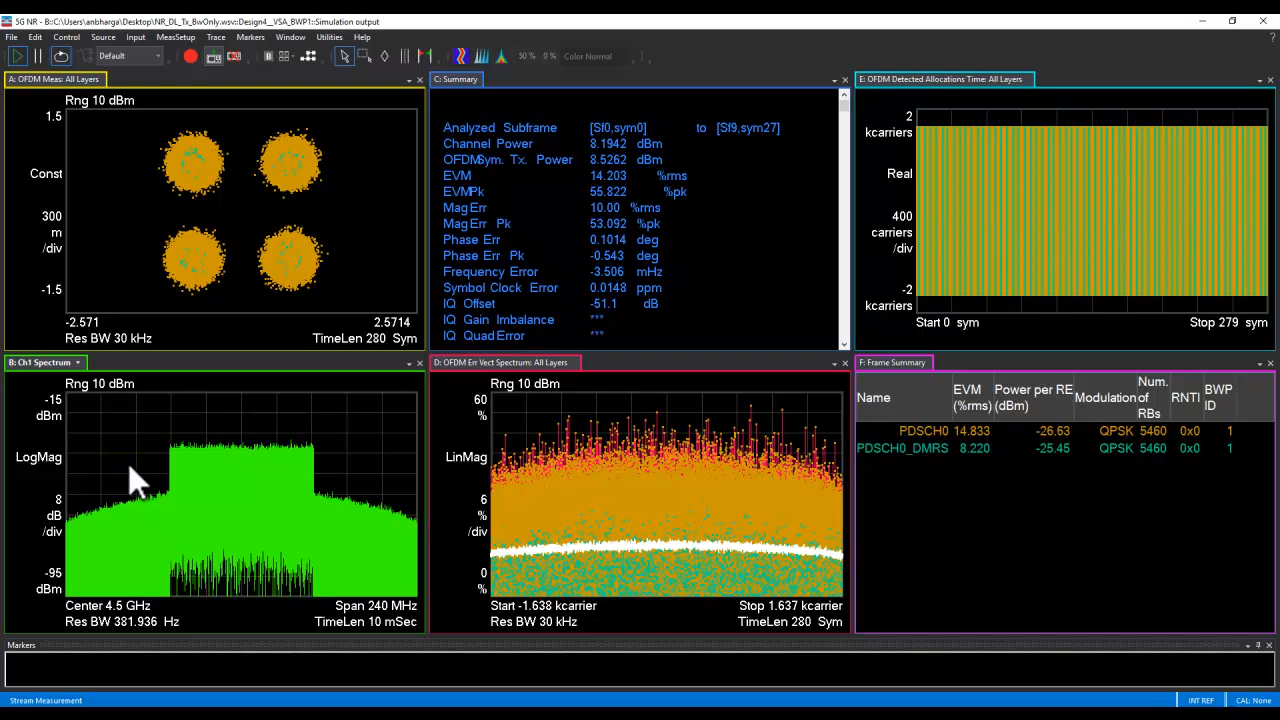 5G NR - B::C:\Users\anbharga\Desktop\NR_DL_Tx_BwOnly.wsv::Design4__VSA_BWP1::Simulation output
File Edit Control Source Input MeasSetup Trace Markers Window Utilities Help
Default
50 % 0 % Color Normal
A: OFDM Meas: All Layers
Rng 10 dBm
1.5
Const
300
m
/div
-1.5
-2.571 2.5714
Res BW 30 kHz TimeLen 280 Sym
C: Summary
Analyzed Subframe [Sf0,sym0] to [Sf9,sym27]
Channel Power 8.1942 dBm
OFDMSym. Tx. Power 8.5262 dBm
EVM 14.203 %rms
EVMPk 55.822 %pk
Mag Err 10.00 %rms
Mag Err Pk 53.092 %pk
Phase Err 0.1014 deg
Phase Err Pk -0.543 deg
Frequency Error -3.506 mHz
Symbol Clock Error 0.0148 ppm
IQ Offset -51.1 dB
IQ Gain Imbalance ***
IQ Quad Error ***
E: OFDM Detected Allocations Time: All Layers
2
kcarriers
Real
400
carriers
/div
-2
kcarriers
Start 0 sym Stop 279 sym
B: Ch1 Spectrum
Rng 10 dBm
-15
dBm
LogMag
8
dB
/div
-95
dBm
Center 4.5 GHz Span 240 MHz
Res BW 381.936 Hz TimeLen 10 mSec
D: OFDM Err Vect Spectrum: All Layers
Rng 10 dBm
60
%
LinMag
6
%
/div
0
%
Start -1.638 kcarrier Stop 1.637 kcarrier
Res BW 30 kHz TimeLen 280 Sym
F: Frame Summary
Name EVM (%rms) Power per RE (dBm) Modulation Num. of RBs RNTI BWP ID
PDSCH0 14.833 -26.63 QPSK 5460 0x0 1
PDSCH0_DMRS 8.220 -25.45 QPSK 5460 0x0 1
Markers
Stream Measurement INT REF CAL: None